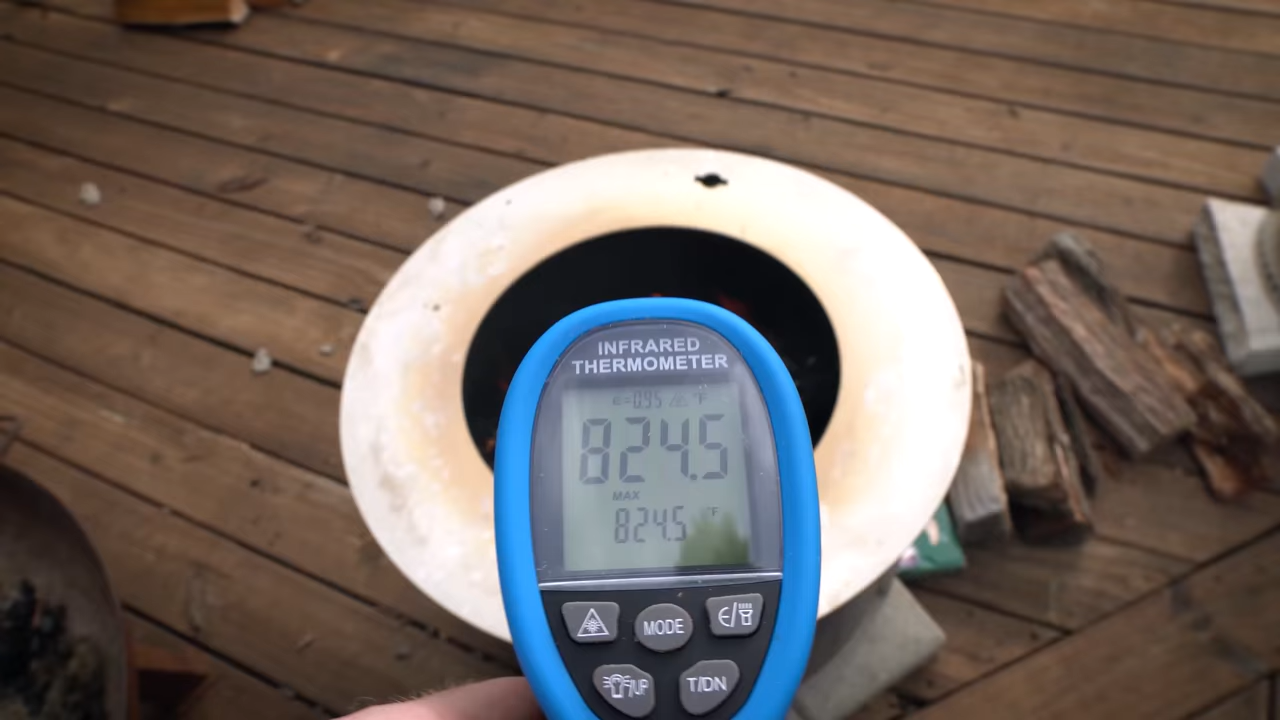 INFRARED
THERMOMETER
ε=0.95 °F
824.5
MAX
824.5 °F
MODE
€/
/UP
T/DN